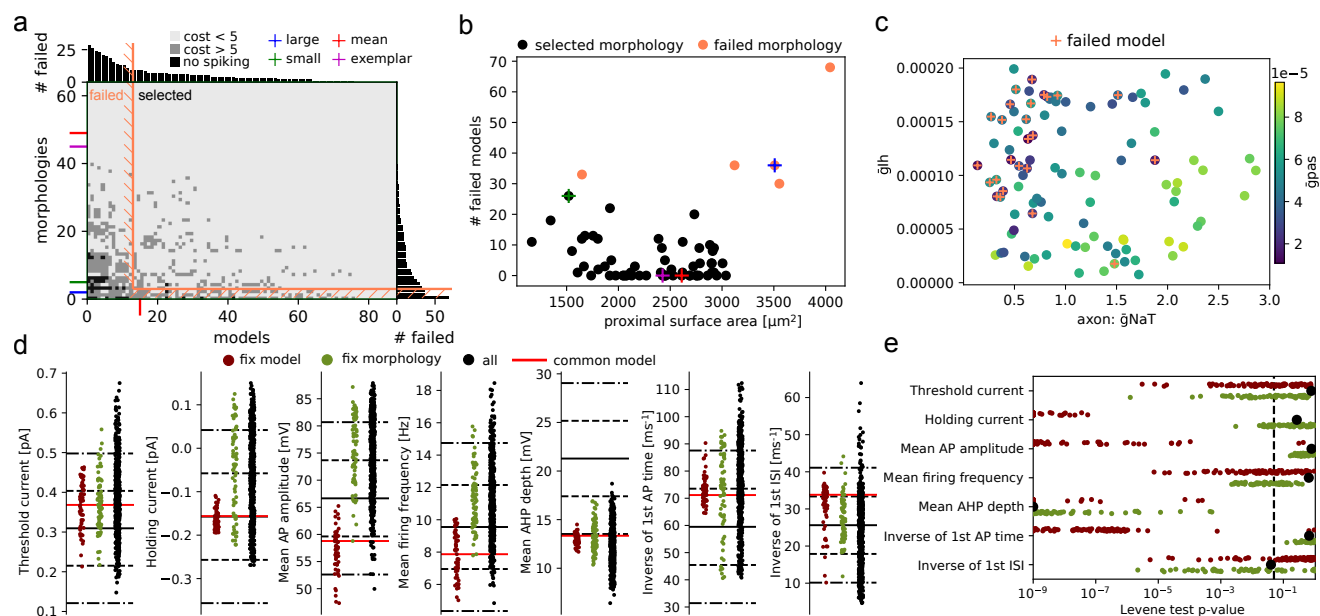 a
# failed
25
0
cost < 5
cost > 5
no spiking
large
small
mean
exemplar
failed
selected
morphologies
60
40
20
0
0
20
40
60
80
0
50
models
# failed
b
selected morphology
failed morphology
# failed models
70
60
50
40
30
20
10
0
1500
2000
2500
3000
3500
4000
proximal surface area [µm²]
c
failed model
ḡIh
0.00020
0.00015
0.00010
0.00005
0.00000
0.5
1.0
1.5
2.0
2.5
3.0
axon: ḡNaT
1e−5
8
6
4
2
ḡpas
d
fix model
fix morphology
all
common model
Threshold current [pA]
0.7
0.6
0.5
0.4
0.3
0.2
0.1
Holding current [pA]
0.1
−0.0
−0.1
−0.2
−0.3
Mean AP amplitude [mV]
85
80
75
70
65
60
55
50
Mean firing frequency [Hz]
18
16
14
12
10
8
6
Mean AHP depth [mV]
30
25
20
15
10
Inverse of 1st AP time [ms⁻¹]
110
100
90
80
70
60
50
40
30
Inverse of 1st ISI [ms⁻¹]
60
50
40
30
20
10
e
Threshold current
Holding current
Mean AP amplitude
Mean firing frequency
Mean AHP depth
Inverse of 1st AP time
Inverse of 1st ISI
10⁻⁹
10⁻⁷
10⁻⁵
10⁻³
10⁻¹
Levene test p-value